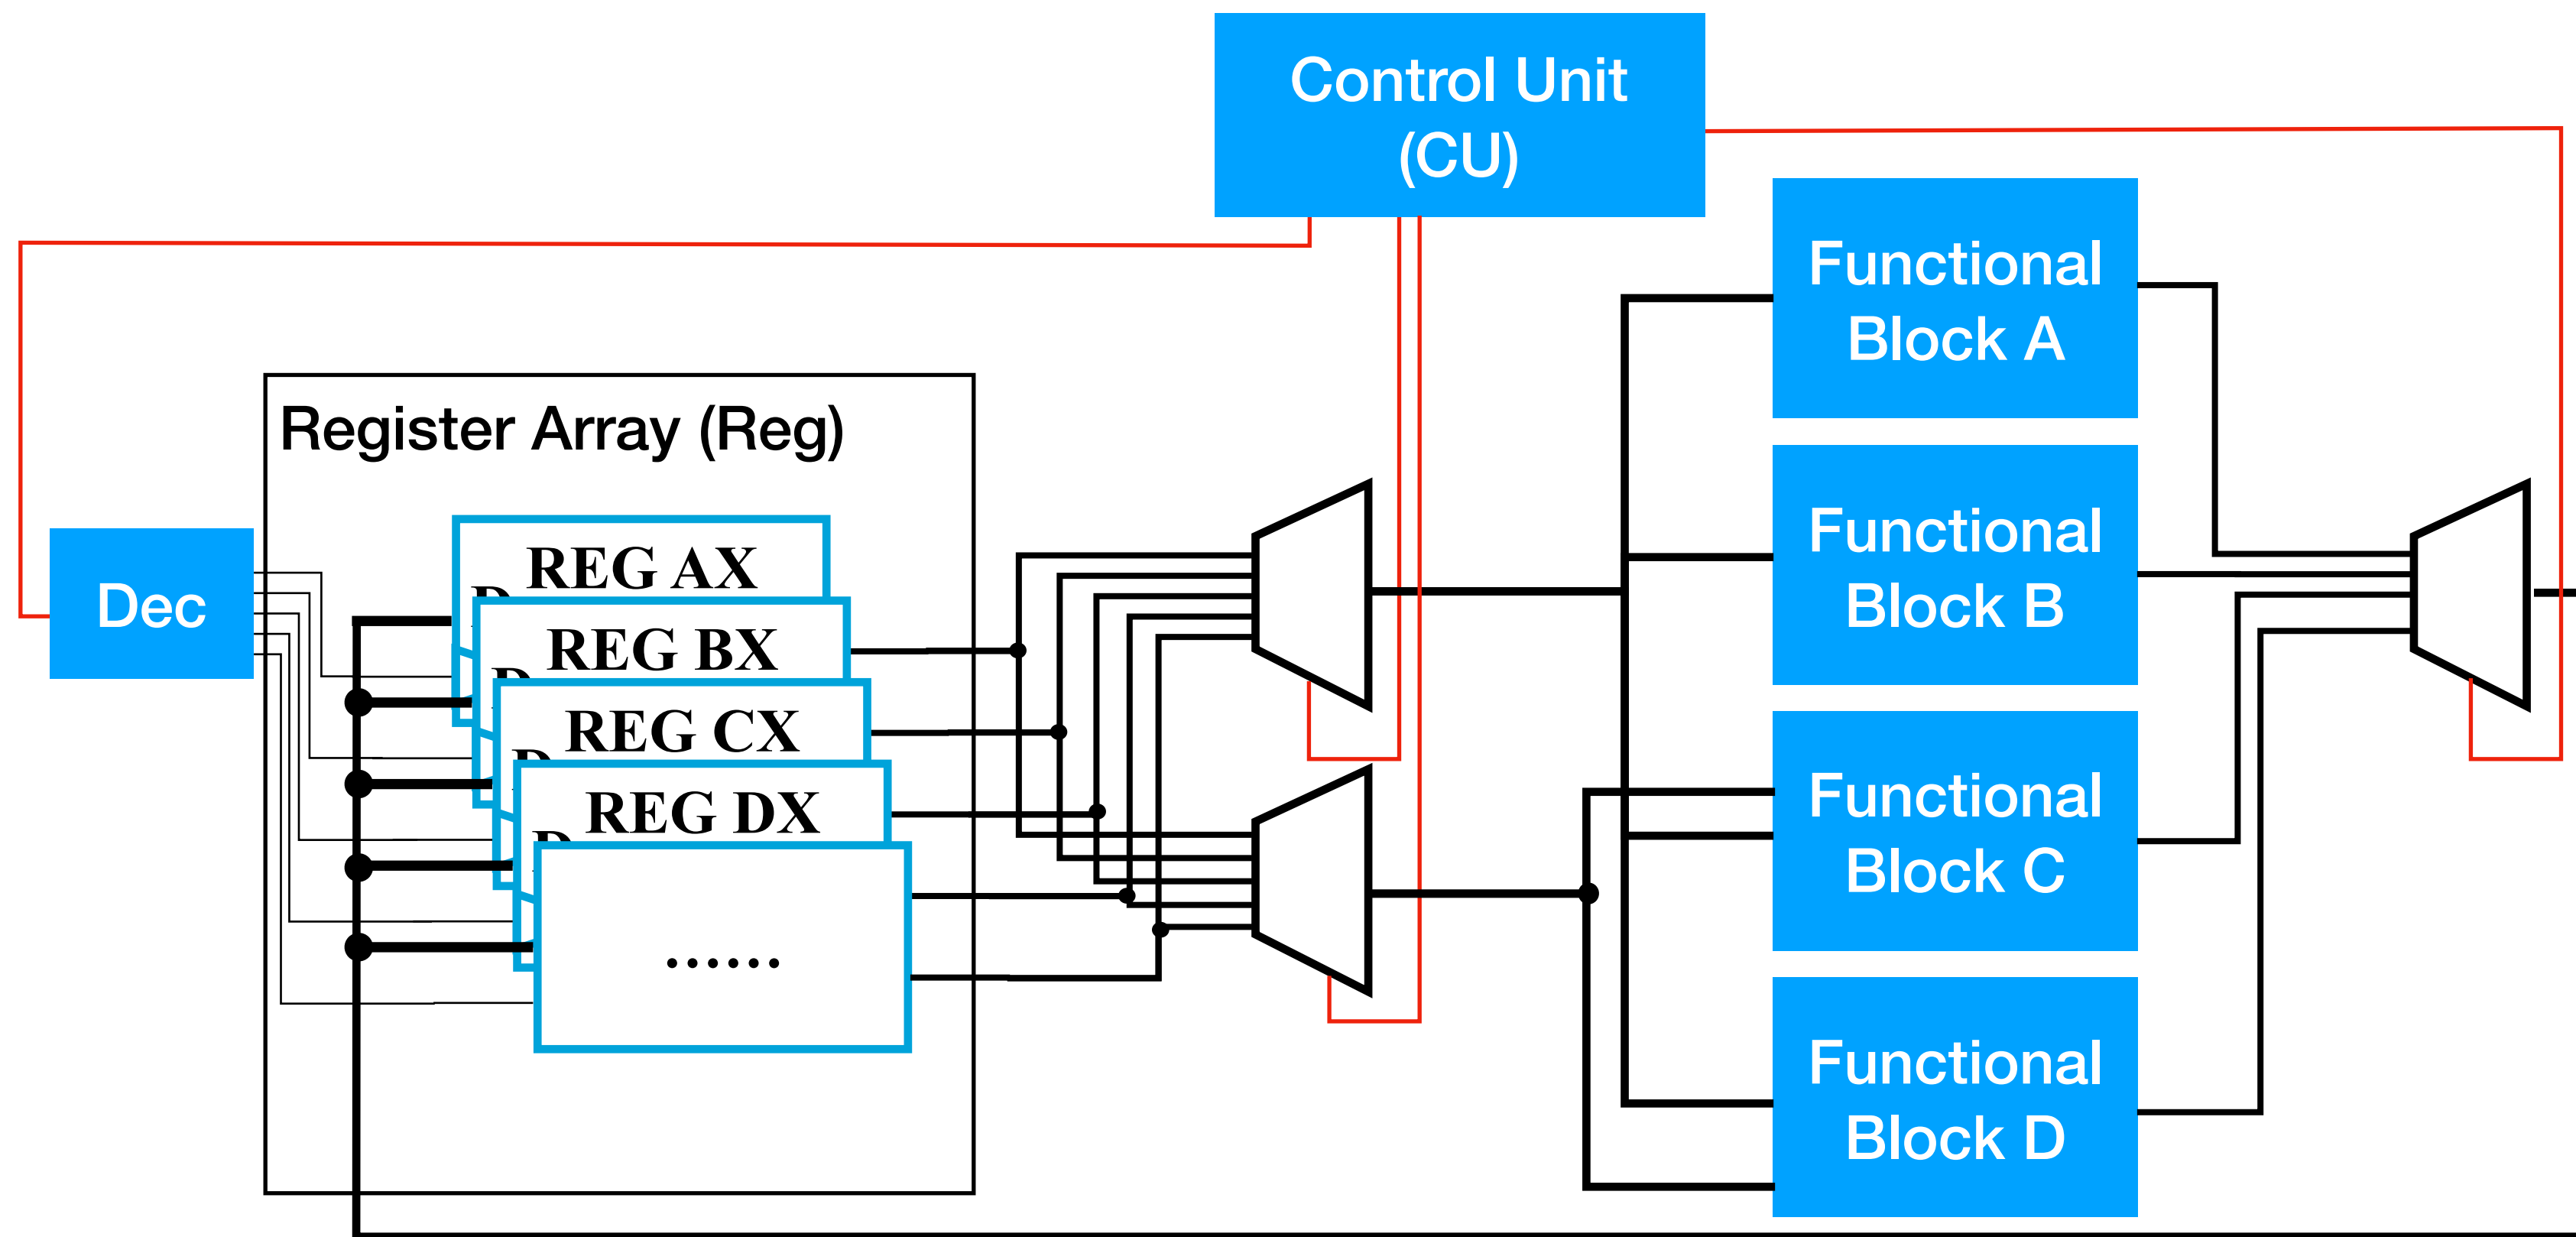 Control Unit
(CU)
Functional
Block A
Register Array (Reg)
Functional
Block B
Dec
REG AX
REG BX
REG CX
REG DX
......
Functional
Block C
Functional
Block D